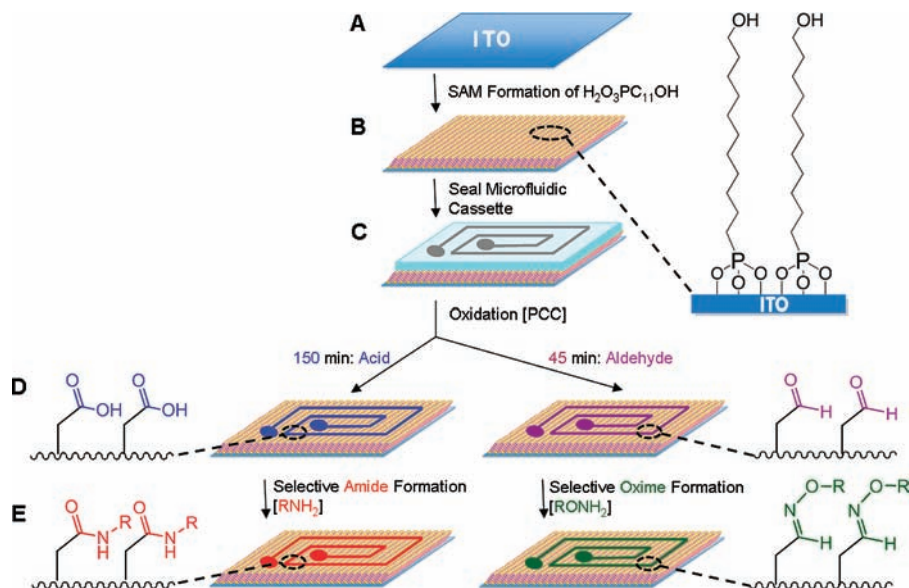 A
ITO
SAM Formation of H₂O₃PC₁₁OH
B
Seal Microfluidic
Cassette
C
Oxidation [PCC]
150 min: Acid
45 min: Aldehyde
OH OH
P P
O O O O O O
ITO
D
O O
OH OH
O O
H H
Selective Amide Formation
[RNH₂]
Selective Oxime Formation
[RONH₂]
E
O R O R
N N
H H
O-R O-R
N N
H H